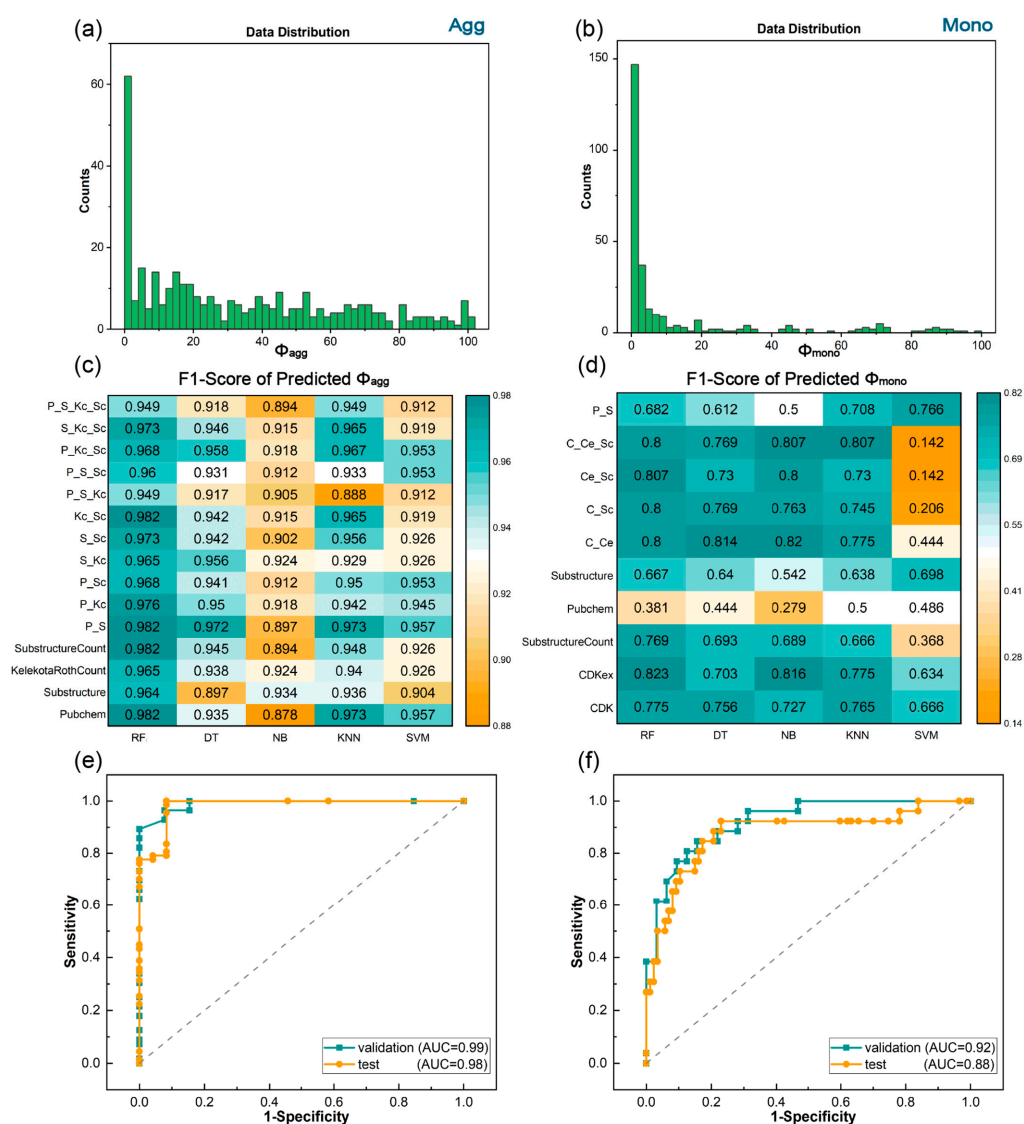 (a)
Data Distribution
Agg
60
40
20
0
Counts
0 20 40 60 80 100
Φagg
(b)
Data Distribution
Mono
150
100
50
0
Counts
0 20 40 60 80 100
Φmono
(c)
F1-Score of Predicted Φagg
P_S_Kc_Sc 0.949 0.918 0.894 0.949 0.912
S_Kc_Sc 0.973 0.946 0.915 0.965 0.919
P_Kc_Sc 0.968 0.958 0.918 0.967 0.953
P_S_Sc 0.96 0.931 0.912 0.933 0.953
P_S_Kc 0.949 0.917 0.905 0.888 0.912
Kc_Sc 0.982 0.942 0.915 0.965 0.919
S_Sc 0.973 0.942 0.902 0.956 0.926
S_Kc 0.965 0.956 0.924 0.929 0.926
P_Sc 0.968 0.941 0.912 0.95 0.953
P_Kc 0.976 0.95 0.918 0.942 0.945
P_S 0.982 0.972 0.897 0.973 0.957
SubstructureCount 0.982 0.945 0.894 0.948 0.926
KelekotaRothCount 0.965 0.938 0.924 0.94 0.926
Substructure 0.964 0.897 0.934 0.936 0.904
Pubchem 0.982 0.935 0.878 0.973 0.957
RF. DT NB KNN SVM
0.98
0.96
0.94
0.92
0.90
0.88
(d)
F1-Score of Predicted Φmono
P_S 0.682 0.612 0.5 0.708 0.766
C_Ce_Sc 0.8 0.769 0.807 0.807 0.142
Ce_Sc 0.807 0.73 0.8 0.73 0.142
C_Sc 0.8 0.769 0.763 0.745 0.206
C_Ce 0.8 0.814 0.82 0.775 0.444
Substructure 0.667 0.64 0.542 0.638 0.698
Pubchem 0.381 0.444 0.279 0.5 0.486
SubstructureCount 0.769 0.693 0.689 0.666 0.368
CDKex 0.823 0.703 0.816 0.775 0.634
CDK 0.775 0.756 0.727 0.765 0.666
RF DT NB KNN SVM
0.82
0.69
0.55
0.41
0.28
0.14
(e)
1.0
0.8
0.6
0.4
0.2
0.0
Sensitivity
validation (AUC=0.99)
test (AUC=0.98)
0.0 0.2 0.4 0.6 0.8 1.0
1-Specificity
(f)
1.0
0.8
0.6
0.4
0.2
0.0
Sensitivity
validation (AUC=0.92)
test (AUC=0.88)
0.0 0.2 0.4 0.6 0.8 1.0
1-Specificity